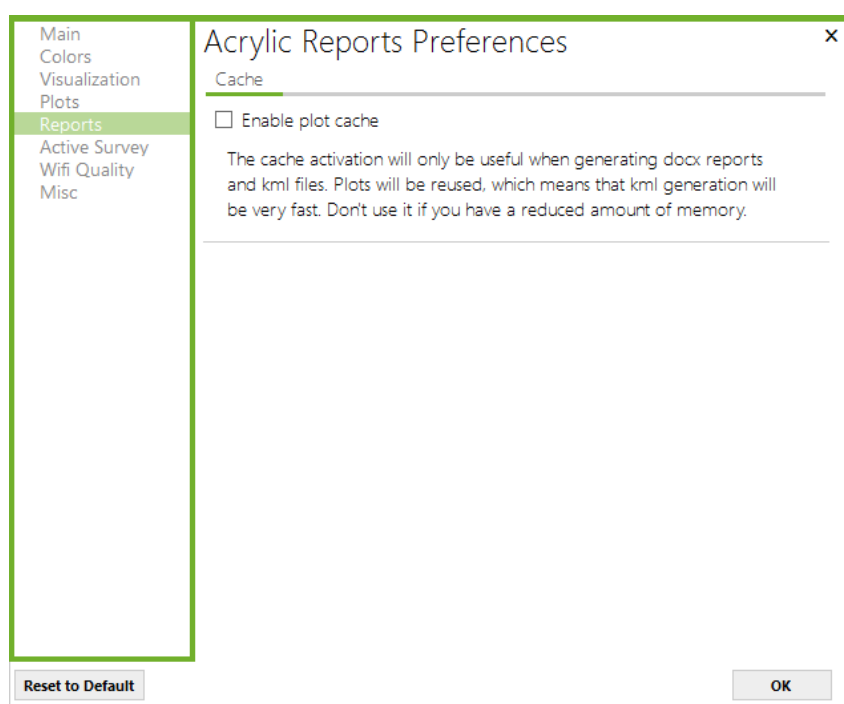 Main
Colors
Visualization
Plots
Reports
Active Survey
Wifi Quality
Misc
Acrylic Reports Preferences
×
Cache
Enable plot cache
The cache activation will only be useful when generating docx reports
and kml files. Plots will be reused, which means that kml generation will
be very fast. Don't use it if you have a reduced amount of memory.
Reset to Default
OK